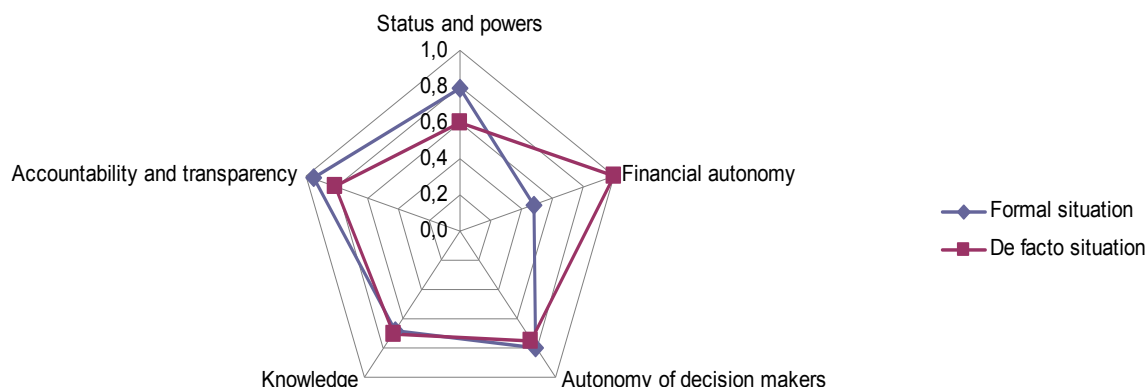 Status and powers
1,0
0,8
0,6
0,4
0,2
0,0
Accountability and transparency
Financial autonomy
Formal situation
De facto situation
Knowledge
Autonomy of decision makers